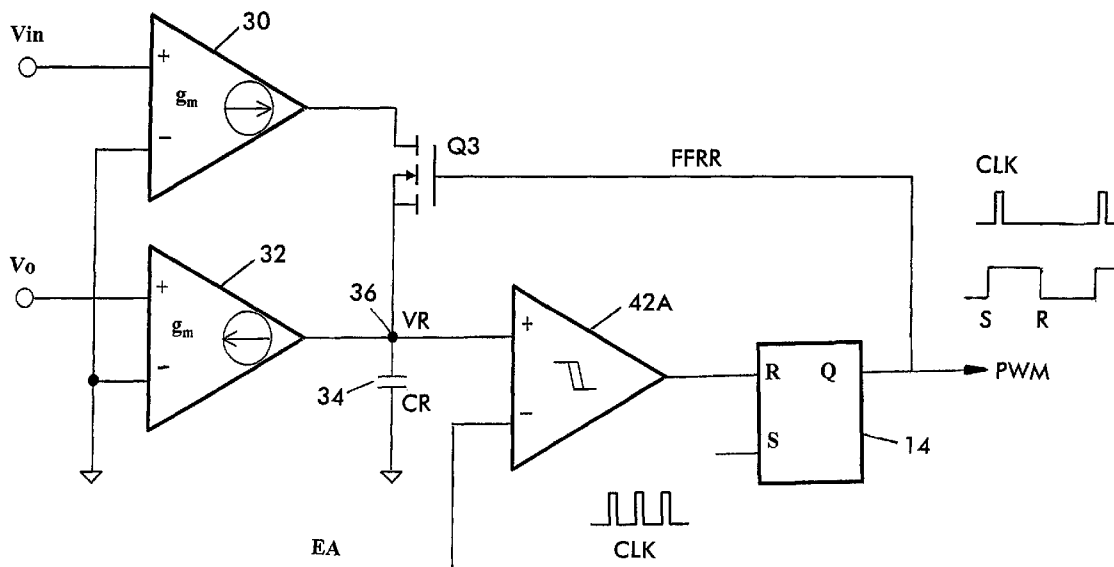 30
Vin
+
gm
−
Q3
FFRR
CLK
32
Vo
+
gm
−
36
VR
34
CR
42A
+
−
R
Q
S
14
S
R
PWM
EA
CLK